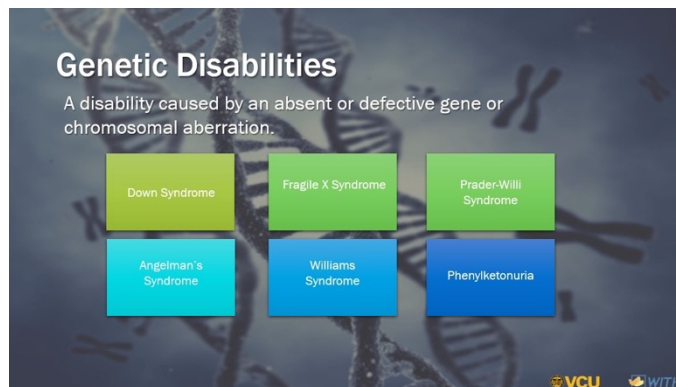 Genetic Disabilities
A disability caused by an absent or defective gene or
chromosomal aberration.
Down Syndrome
Fragile X Syndrome
Prader-Willi
Syndrome
Angelman's
Syndrome
Williams
Syndrome
Phenylketonuria
VCU